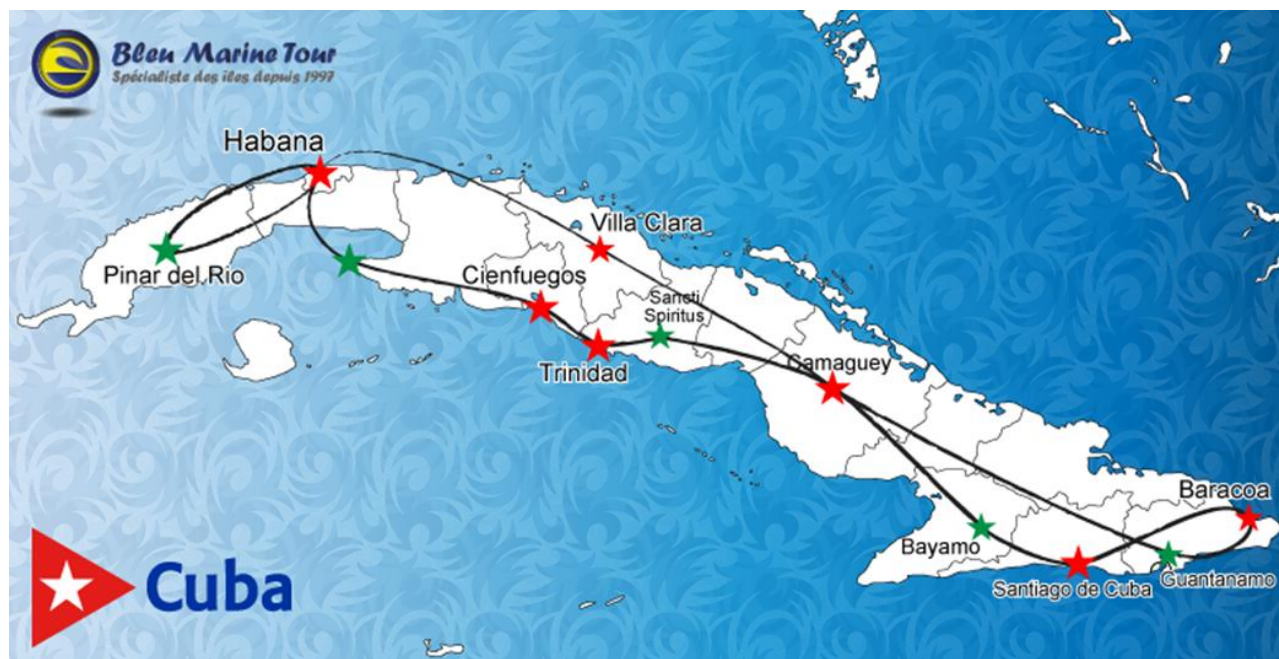 Bleu Marine Tour
Spécialiste des îles depuis 1997
Habana
Villa Clara
Pinar del Rio
Cienfuegos
Sancti
Spiritus
Trinidad
Camaguey
Baracoa
Bayamo
Santiago de Cuba
Guantanamo
Cuba